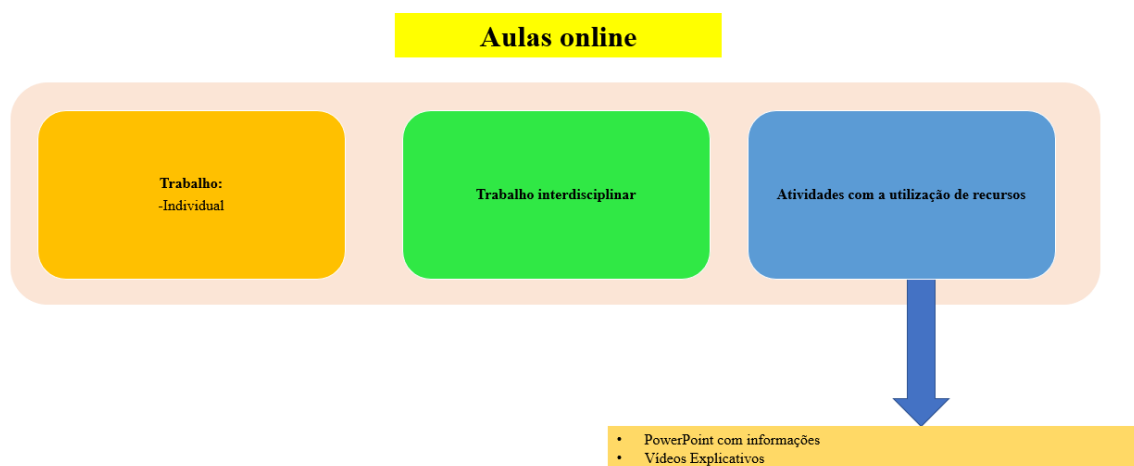 Aulas online
Trabalho:
-Individual
Trabalho interdisciplinar
Atividades com a utilização de recursos
• PowerPoint com informações
• Vídeos Explicativos